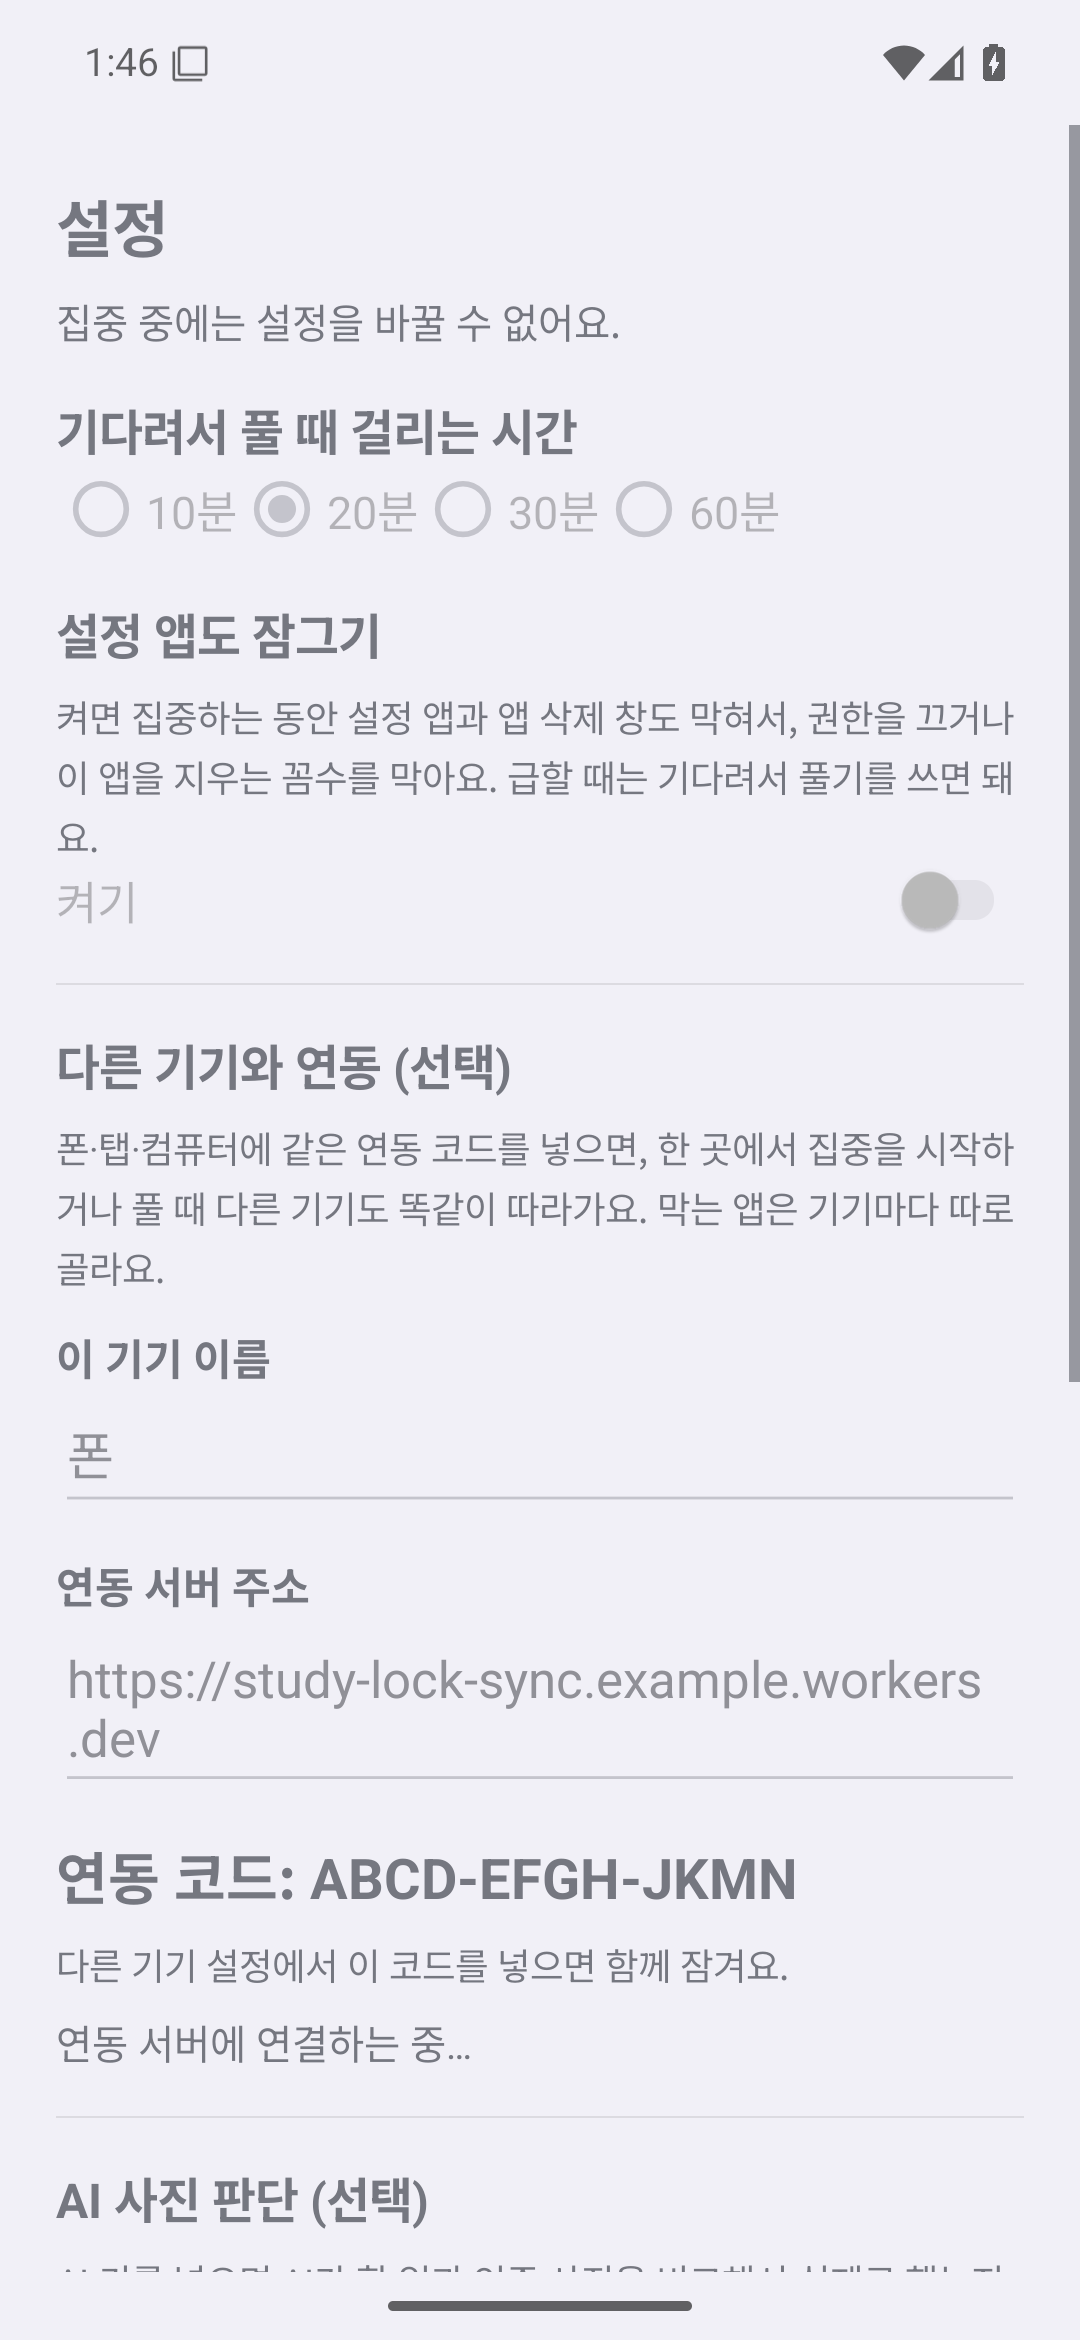 1:46
설정
집중 중에는 설정을 바꿀 수 없어요.
기다려서 풀 때 걸리는 시간
10분 20분 30분 60분
설정 앱도 잠그기
켜면 집중하는 동안 설정 앱과 앱 삭제 창도 막혀서, 권한을 끄거나
이 앱을 지우는 꼼수를 막아요. 급할 때는 기다려서 풀기를 쓰면 돼
요.
켜기
다른 기기와 연동 (선택)
폰·탭·컴퓨터에 같은 연동 코드를 넣으면, 한 곳에서 집중을 시작하
거나 풀 때 다른 기기도 똑같이 따라가요. 막는 앱은 기기마다 따로
골라요.
이 기기 이름
폰
연동 서버 주소
https://study-lock-sync.example.workers
.dev
연동 코드: ABCD-EFGH-JKMN
다른 기기 설정에서 이 코드를 넣으면 함께 잠겨요.
연동 서버에 연결하는 중…
AI 사진 판단 (선택)